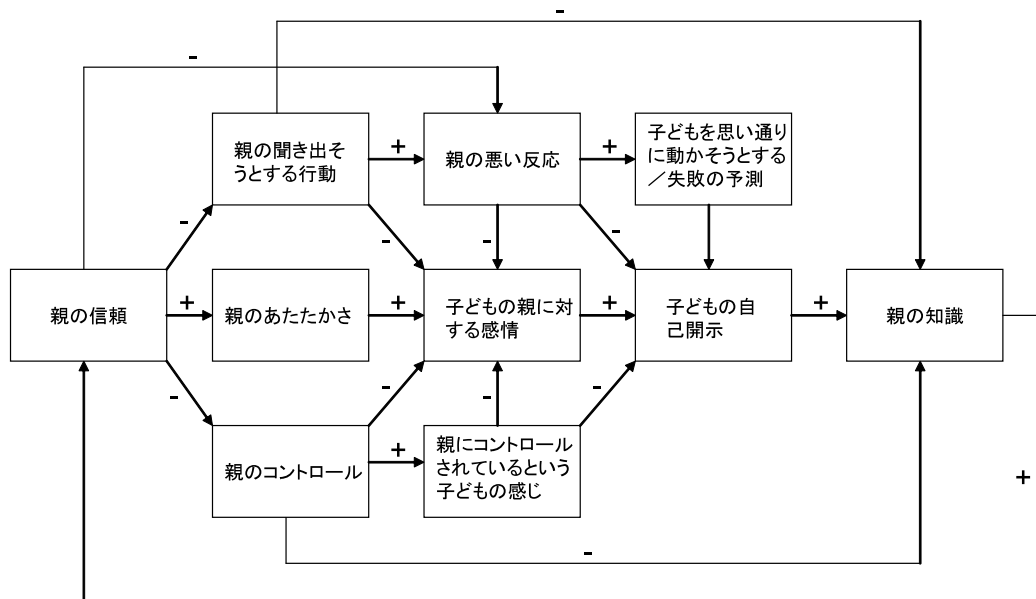 -
-
親の聞き出そ
うとする行動
+
親の悪い反応
+
子どもを思い通り
に動かそうとする
／失敗の予測
-
-
-
-
親の信頼
+
親のあたたかさ
+
子どもの親に対
する感情
+
子どもの自
己開示
+
親の知識
-
-
-
-
親のコントロール
+
親にコントロール
されているという
子どもの感じ
+
-